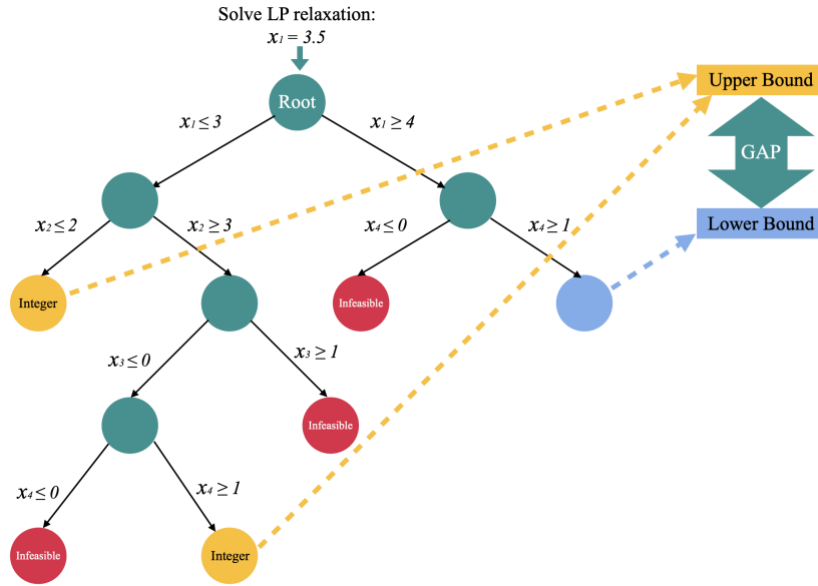 Solve LP relaxation:
x₁ = 3.5
Root
Upper Bound
x₁ ≤ 3
x₁ ≥ 4
GAP
x₂ ≤ 2
x₂ ≥ 3
x₄ ≤ 0
x₄ ≥ 1
Lower Bound
Integer
Infeasible
x₃ ≤ 0
x₃ ≥ 1
Infeasible
x₄ ≤ 0
x₄ ≥ 1
Infeasible
Integer